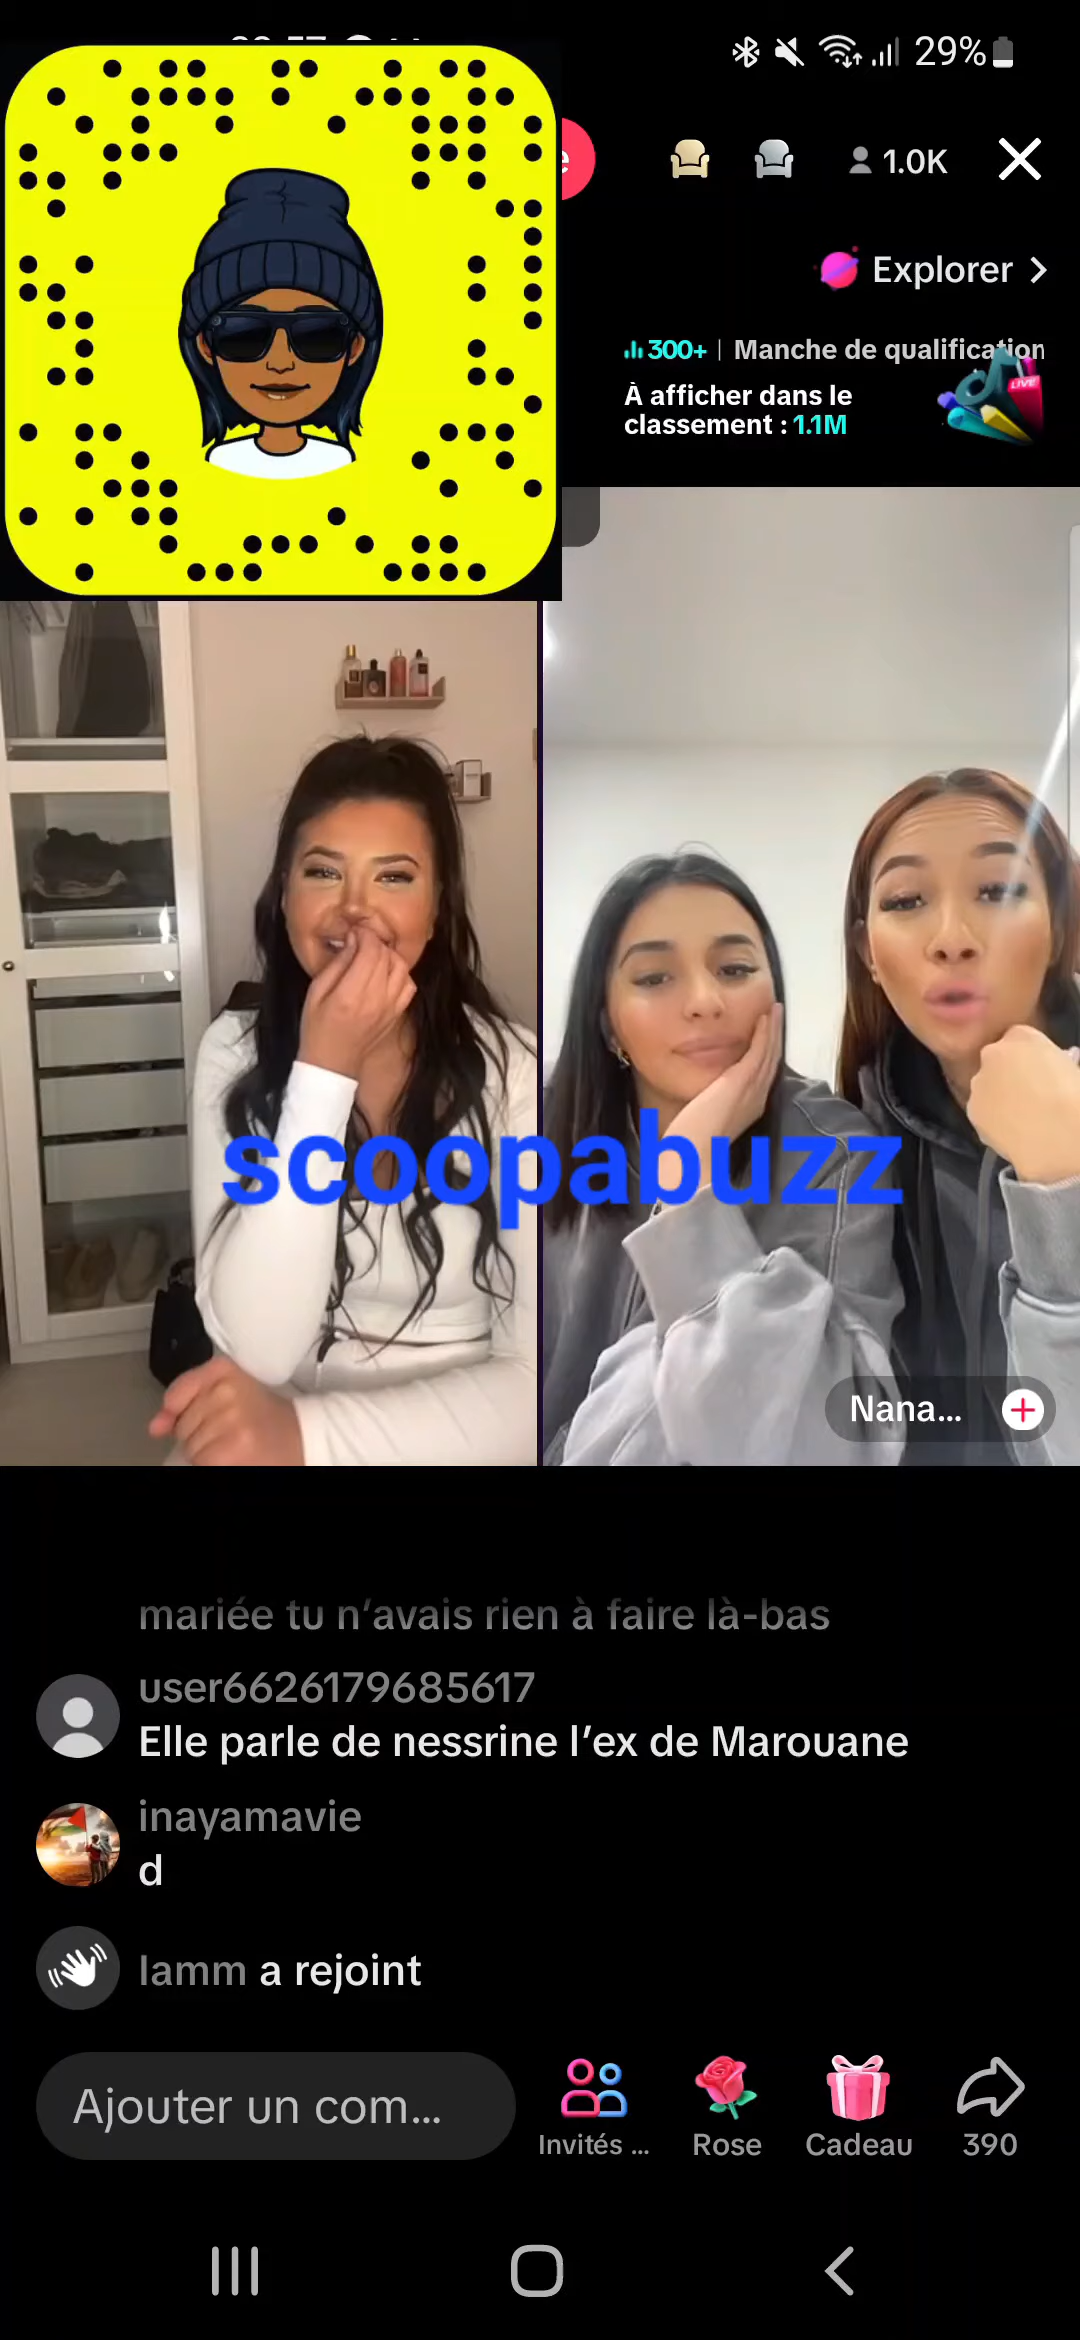 29%
1.0K
Explorer
300+ | Manche de qualification
À afficher dans le
classement : 1.1M
LIVE
scoopabuzz
Nana...
mariée tu n’avais rien à faire là-bas
user6626179685617
Elle parle de nessrine l’ex de Marouane
inayamavie
d
lamm a rejoint
Ajouter un com...
Invités ...
Rose
Cadeau
390